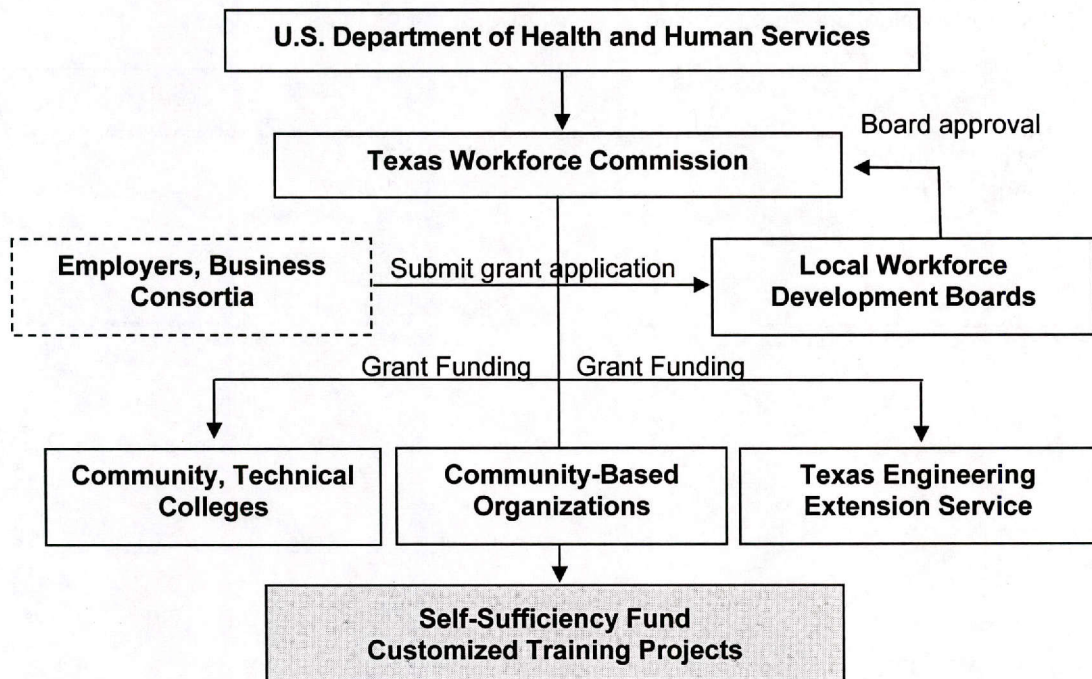 U.S. Department of Health and Human Services
Board approval
Texas Workforce Commission
Employers, Business
Consortia
Submit grant application
Local Workforce
Development Boards
Grant Funding
Grant Funding
Community, Technical
Colleges
Community-Based
Organizations
Texas Engineering
Extension Service
Self-Sufficiency Fund
Customized Training Projects